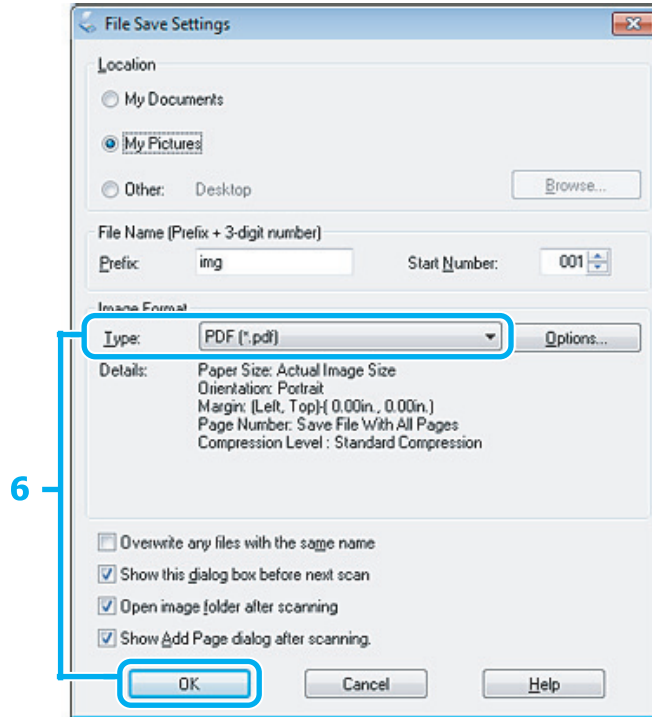 File Save Settings
Location
My Documents
My Pictures
Other: Desktop Browse...
File Name (Prefix + 3-digit number)
Prefix: img Start Number: 001
Image Format
Type: PDF (*.pdf) Options...
Details: Paper Size: Actual Image Size
Orientation: Portrait
Margin: (Left, Top)-( 0.00in., 0.00in.)
Page Number: Save File With All Pages
Compression Level : Standard Compression
6
Overwrite any files with the same name
Show this dialog box before next scan
Open image folder after scanning
Show Add Page dialog after scanning.
OK Cancel Help